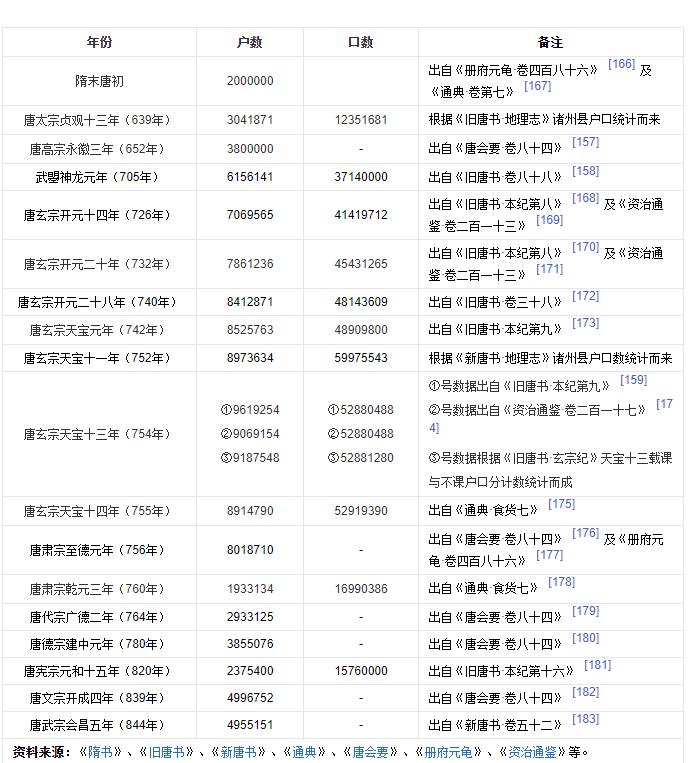 年份 户数 口数 备注
隋末唐初 2000000 出自《册府元龟·卷四百八十六》 [166] 及
《通典·卷第七》 [167]
唐太宗贞观十三年（639年） 3041871 12351681 根据《旧唐书·地理志》诸州县户口统计而来
唐高宗永徽三年（652年） 3800000 - 出自《唐会要·卷八十四》 [157]
武曌神龙元年（705年） 6156141 37140000 出自《旧唐书·卷八十八》 [158]
唐玄宗开元十四年（726年） 7069565 41419712 出自《旧唐书·本纪第八》 [168] 及《资治通
鉴·卷二百一十三》 [169]
唐玄宗开元二十年（732年） 7861236 45431265 出自《旧唐书·本纪第八》 [170] 及《资治通
鉴·卷二百一十三》 [171]
唐玄宗开元二十八年（740年） 8412871 48143609 出自《旧唐书·卷三十八》 [172]
唐玄宗天宝元年（742年） 8525763 48909800 出自《旧唐书·本纪第九》 [173]
唐玄宗天宝十一年（752年） 8973634 59975543 根据《新唐书·地理志》诸州县户口数统计而来
唐玄宗天宝十三年（754年） ①9619254 ①52880488 ①号数据出自《旧唐书·本纪第九》 [159]
②9069154 ②52880488 ②号数据出自《资治通鉴·卷二百一十七》 [17
4]
③9187548 ③52881280 ③号数据根据《旧唐书·玄宗纪》天宝十三载课
与不课户口分计数统计而成
唐玄宗天宝十四年（755年） 8914790 52919390 出自《通典·食货七》 [175]
唐肃宗至德元年（756年） 8018710 - 出自《唐会要·卷八十四》 [176] 及《册府元
龟·卷四百八十六》 [177]
唐肃宗乾元三年（760年） 1933134 16990386 出自《通典·食货七》 [178]
唐代宗广德二年（764年） 2933125 - 出自《唐会要·卷八十四》 [179]
唐德宗建中元年（780年） 3855076 - 出自《唐会要·卷八十四》 [180]
唐宪宗元和十五年（820年） 2375400 15760000 出自《旧唐书·本纪第十六》 [181]
唐文宗开成四年（839年） 4996752 - 出自《唐会要·卷八十四》 [182]
唐武宗会昌五年（844年） 4955151 - 出自《新唐书·卷五十二》 [183]
资料来源：《隋书》、《旧唐书》、《新唐书》、《通典》、《唐会要》、《册府元龟》、《资治通鉴》等。